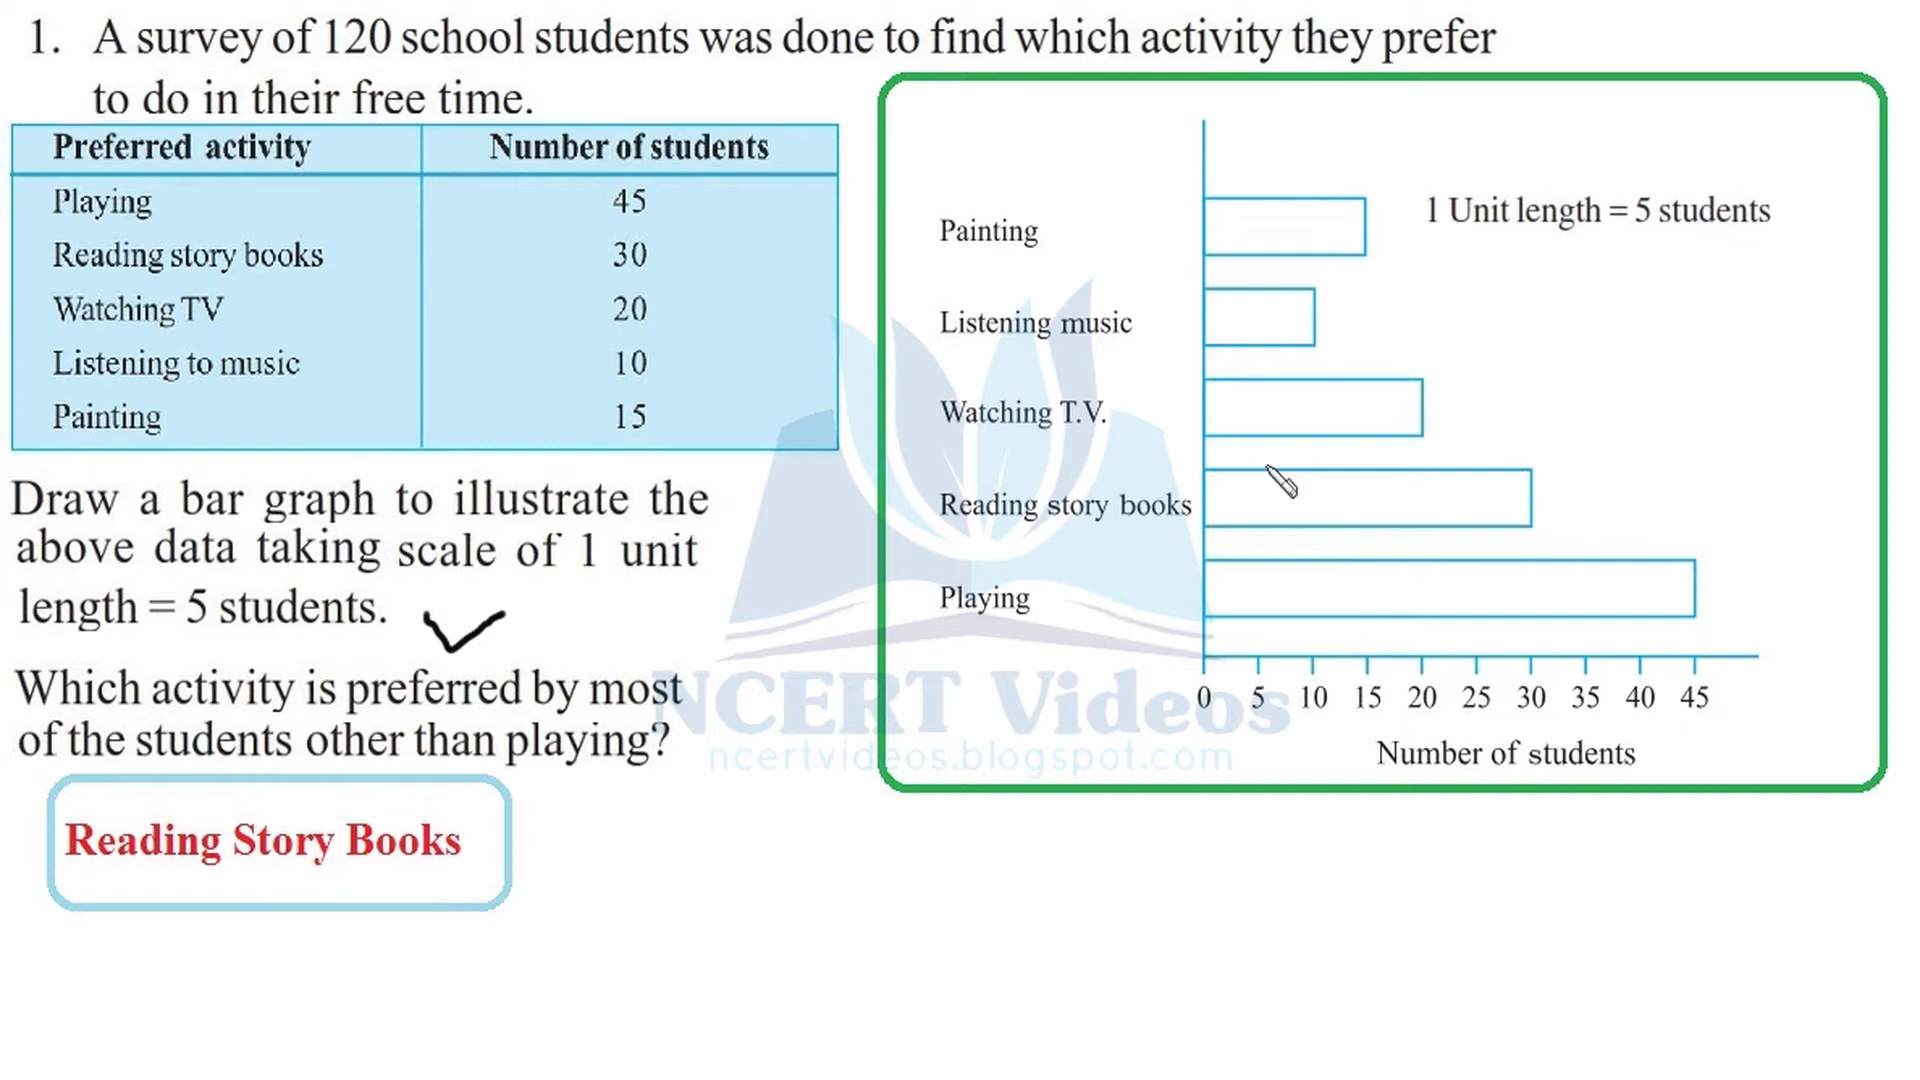 1. A survey of 120 school students was done to find which activity they prefer
to do in their free time.
Preferred activity Number of students
Playing 45
Reading story books 30
Watching TV 20
Listening to music 10
Painting 15
Draw a bar graph to illustrate the
above data taking scale of 1 unit
length = 5 students.
Which activity is preferred by most
of the students other than playing?
Reading Story Books
1 Unit length = 5 students
Painting
Listening music
Watching T.V.
Reading story books
Playing
0 5 10 15 20 25 30 35 40 45
Number of students
NCERT Videos
ncertvideos.blogspot.com